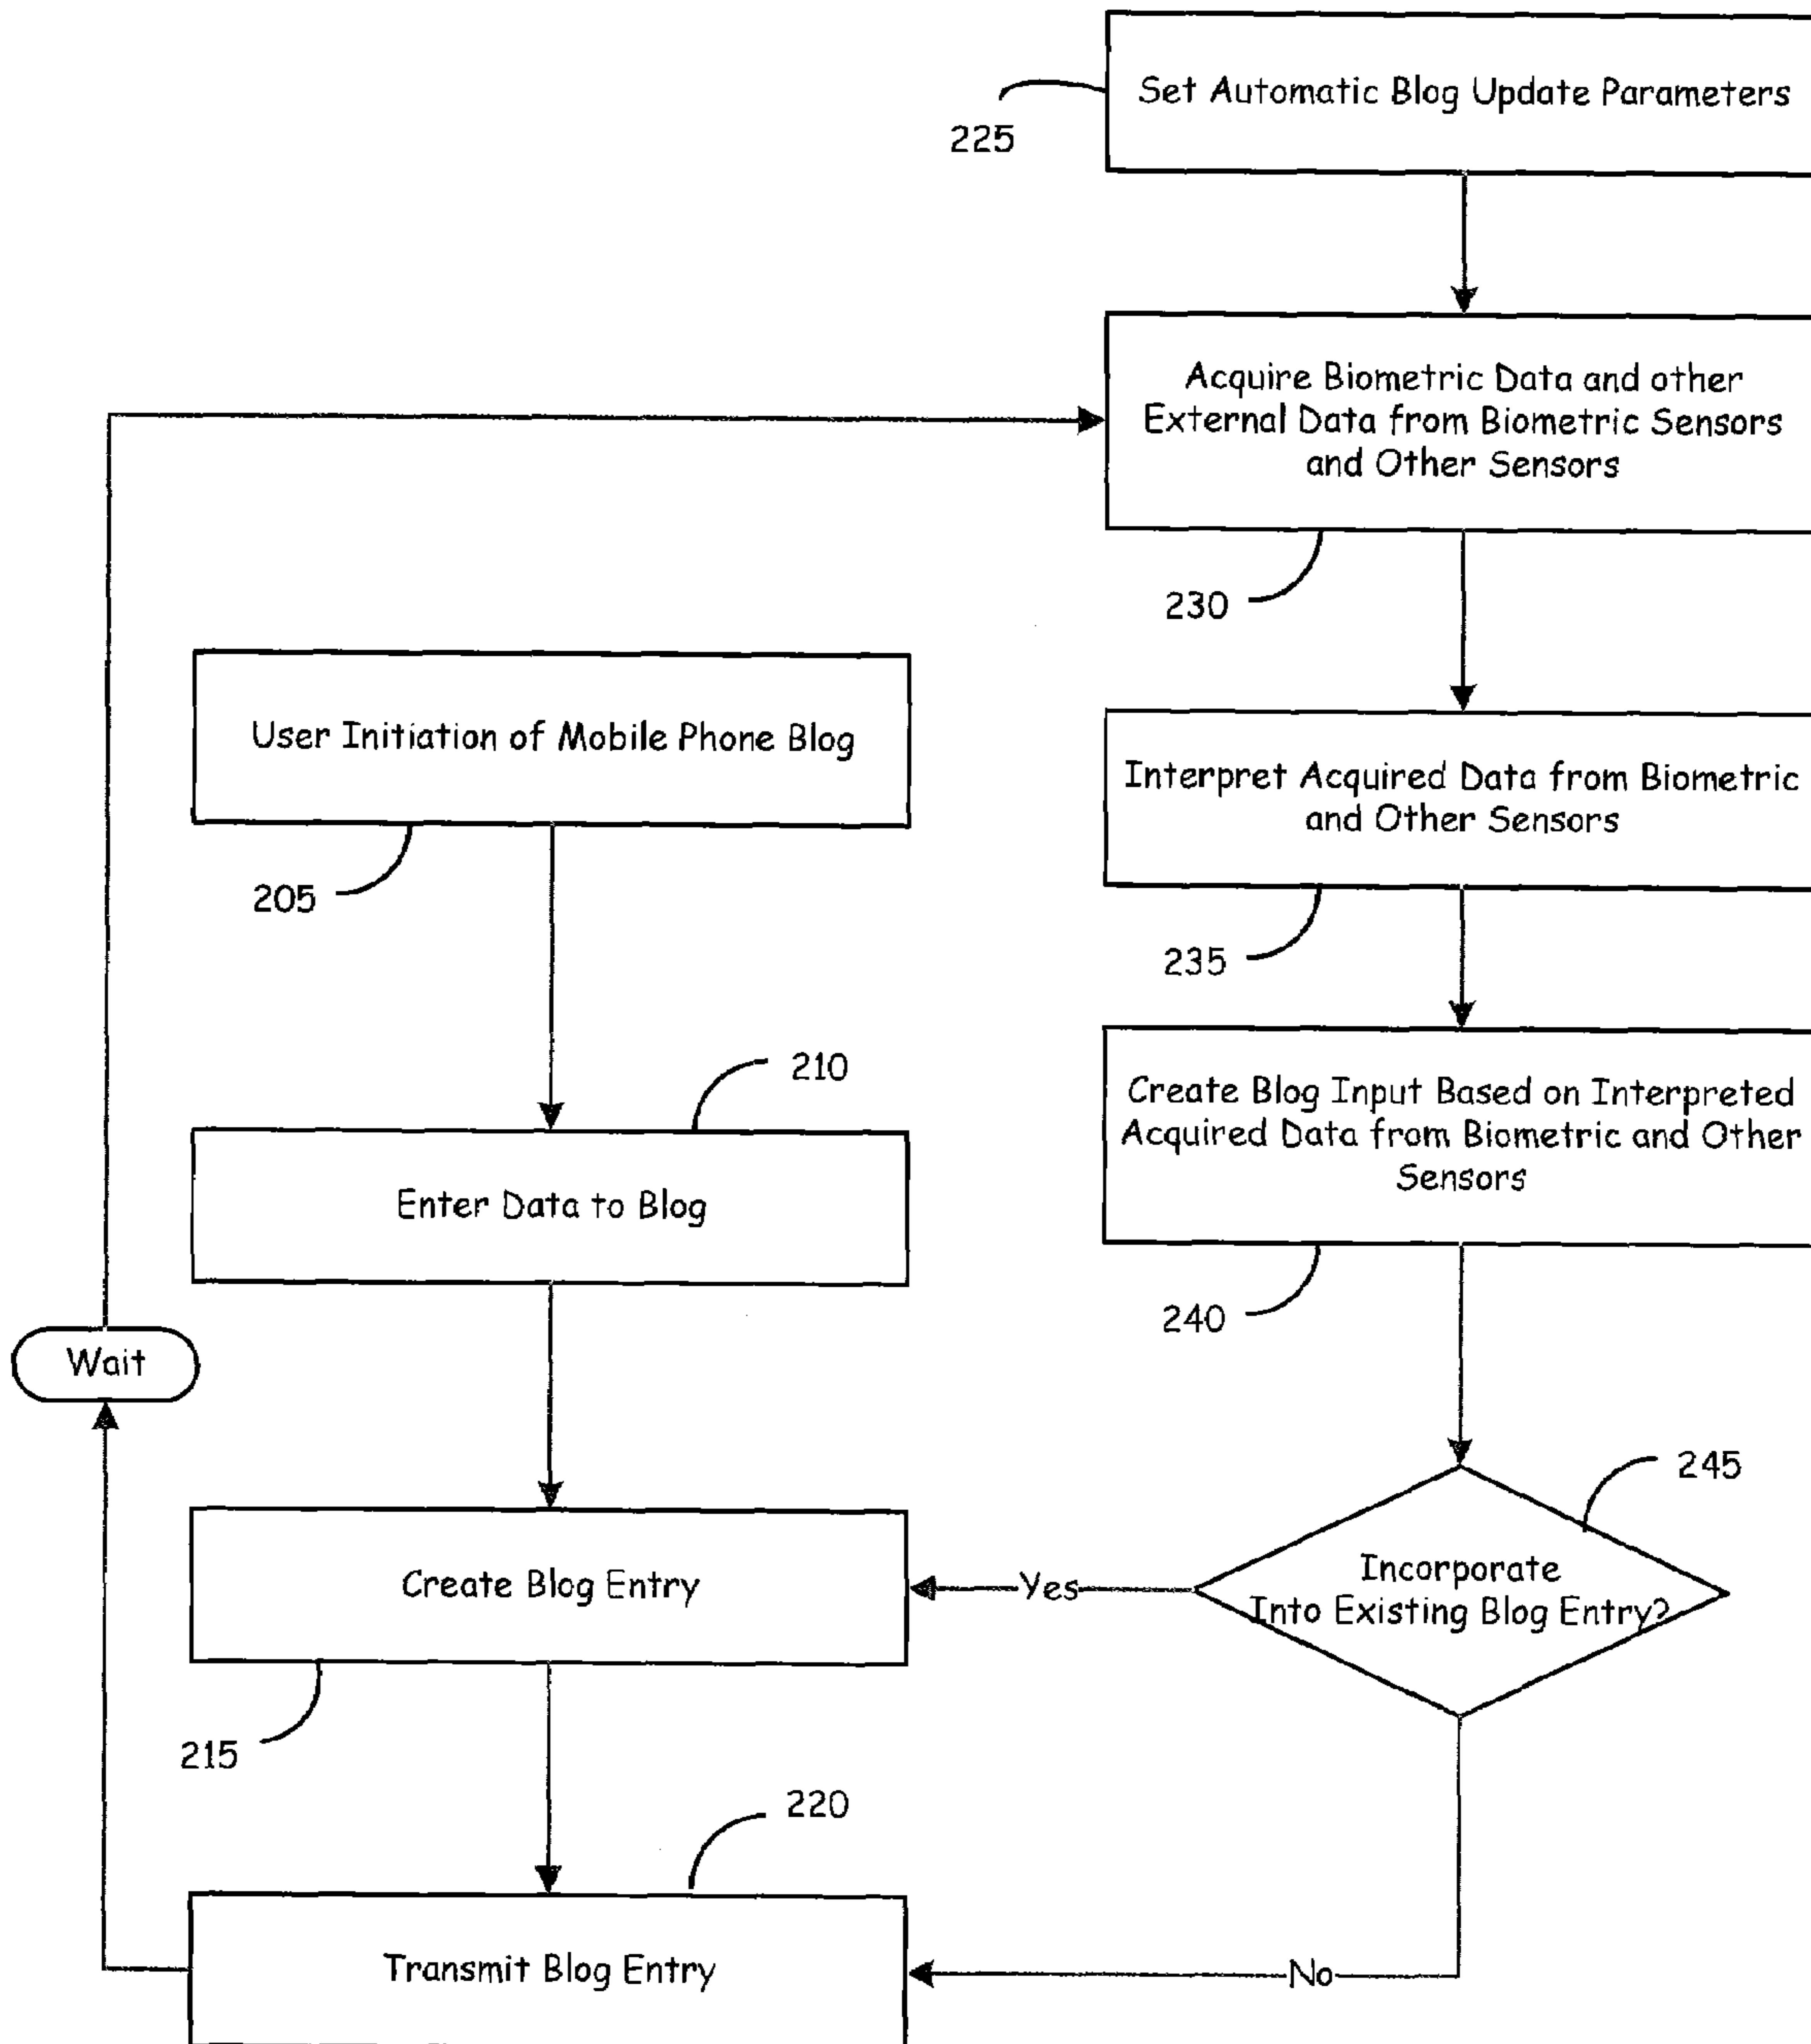 Set Automatic Blog Update Parameters
225
Acquire Biometric Data and other
External Data from Biometric Sensors
and Other Sensors
230
User Initiation of Mobile Phone Blog
205
Interpret Acquired Data from Biometric
and Other Sensors
235
210
Enter Data to Blog
Create Blog Input Based on Interpreted
Acquired Data from Biometric and Other
Sensors
240
Wait
245
Incorporate
Into Existing Blog Entry?
Yes
Create Blog Entry
215
220
Transmit Blog Entry
No